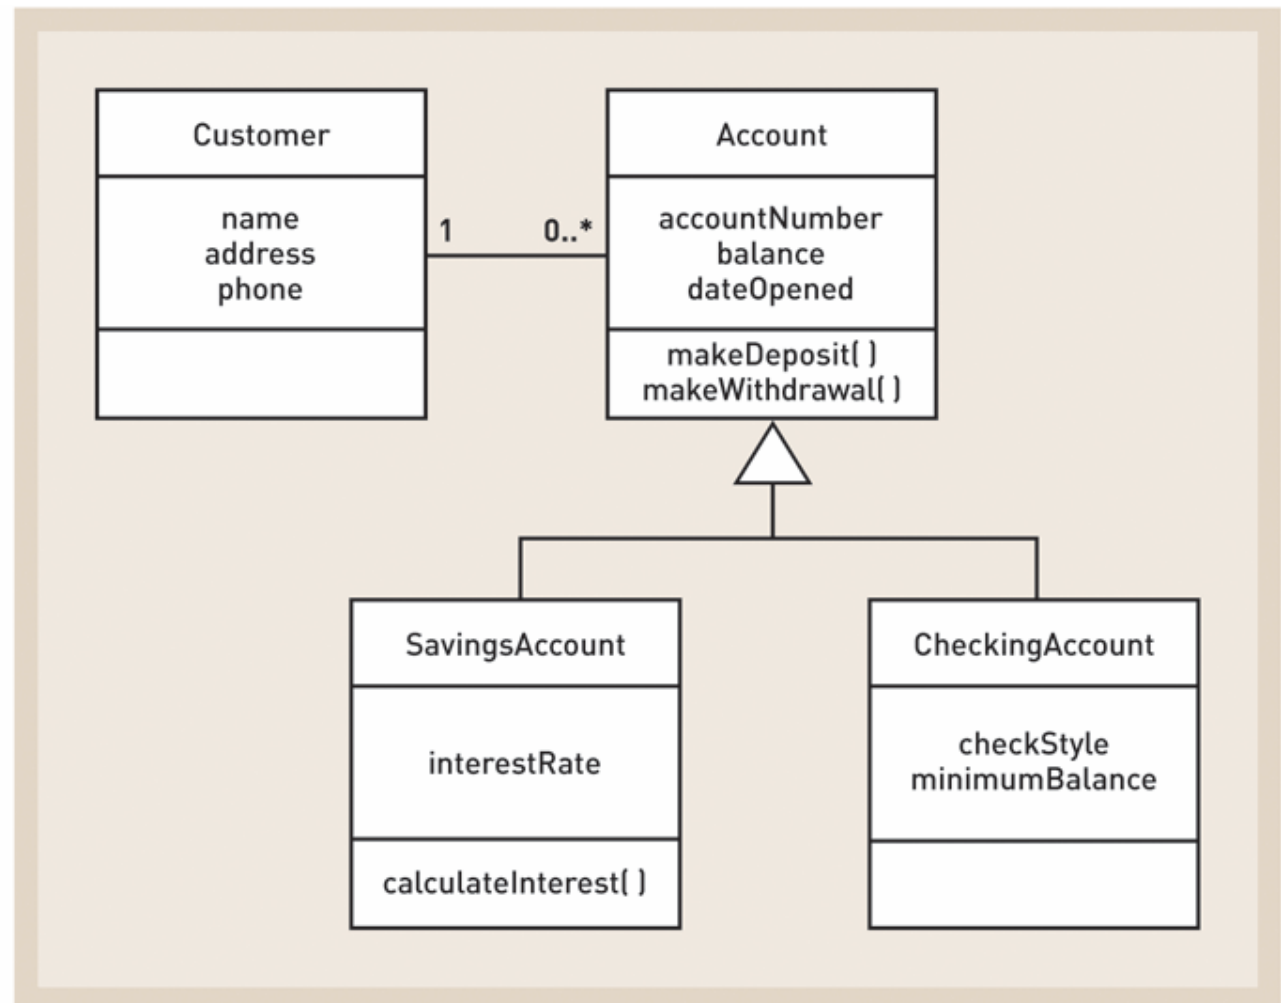 Customer
name
address
phone
1
0..*
Account
accountNumber
balance
dateOpened
makeDeposit( )
makeWithdrawal( )
SavingsAccount
interestRate
calculateInterest( )
CheckingAccount
checkStyle
minimumBalance